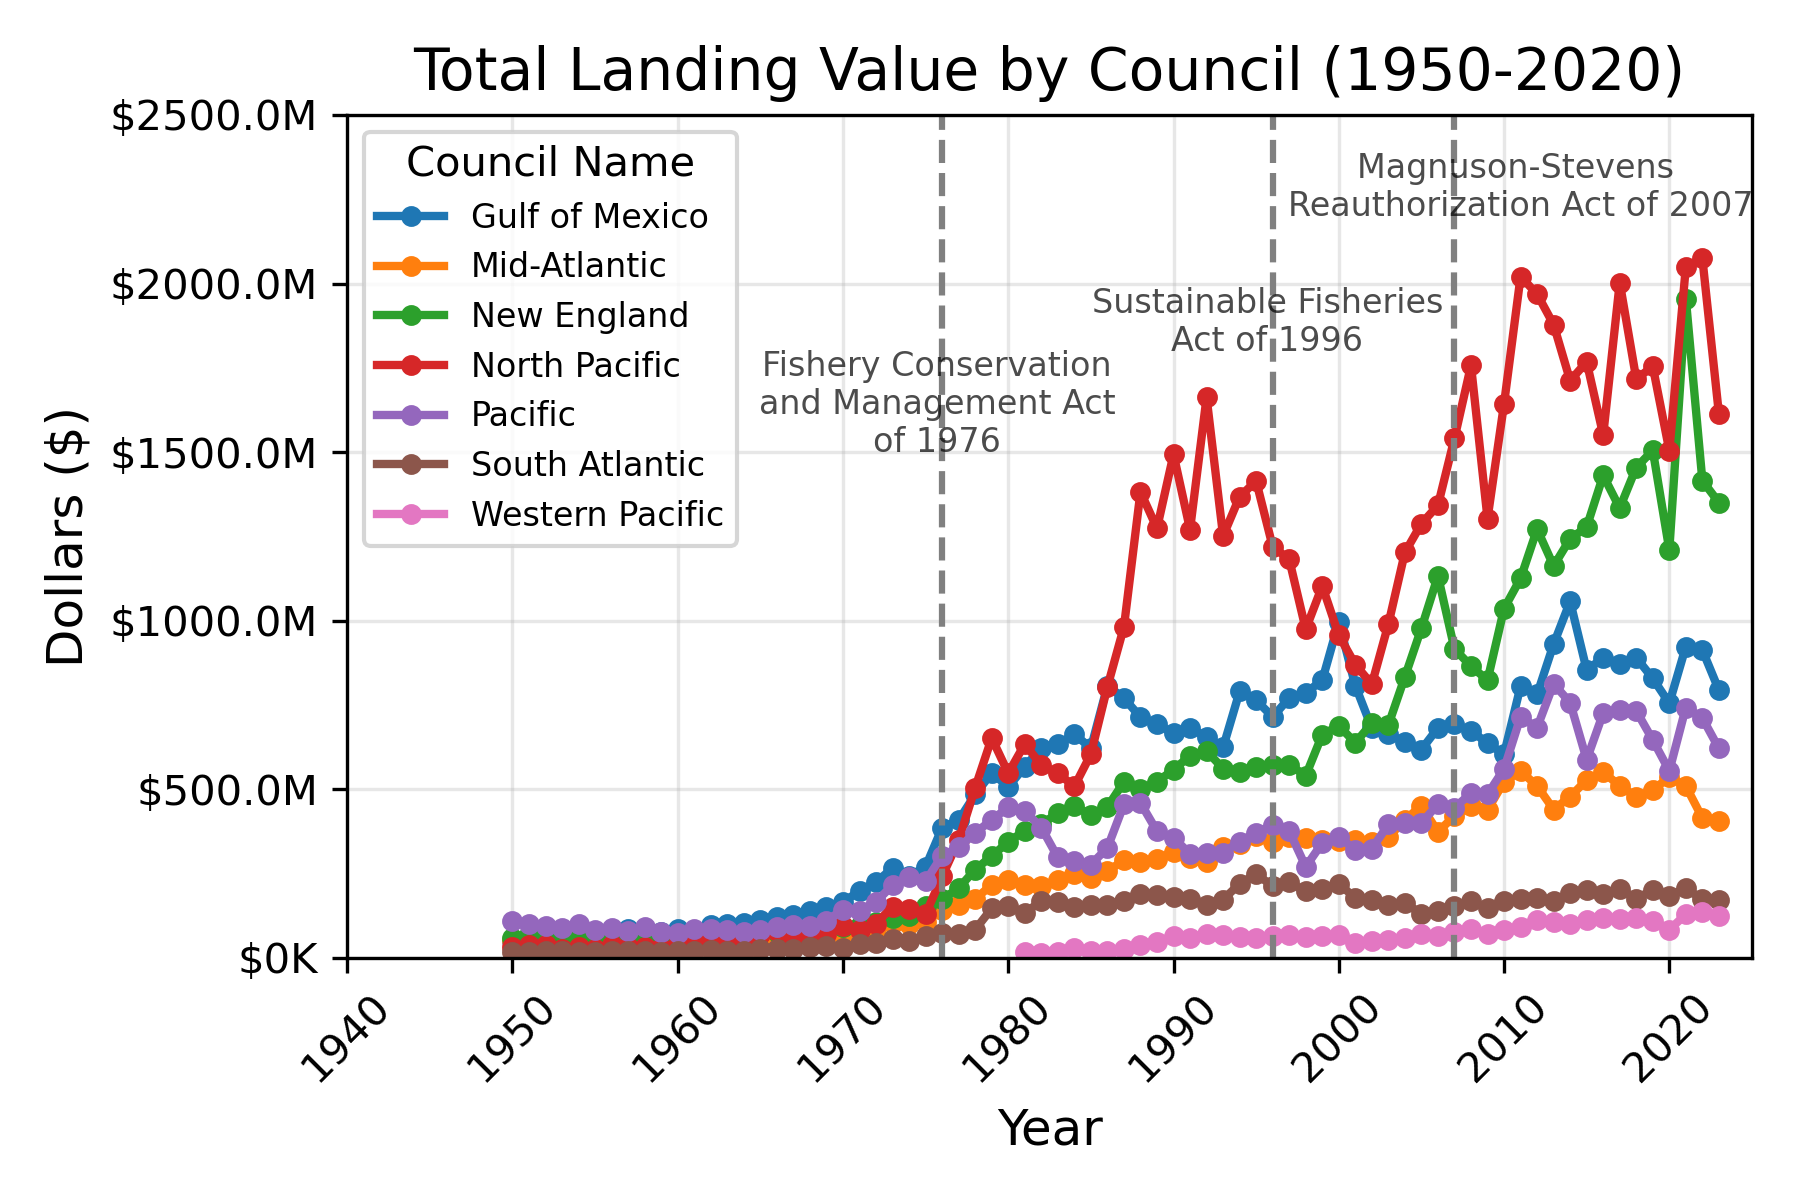 Total Landing Value by Council (1950-2020)
$2500.0M
$2000.0M
$1500.0M
$1000.0M
$500.0M
$0K
Dollars ($)
Council Name
Gulf of Mexico
Mid-Atlantic
New England
North Pacific
Pacific
South Atlantic
Western Pacific
Fishery Conservation
and Management Act
of 1976
Sustainable Fisheries
Act of 1996
Magnuson-Stevens
Reauthorization Act of 2007
1940
1950
1960
1970
1980
1990
2000
2010
2020
Year